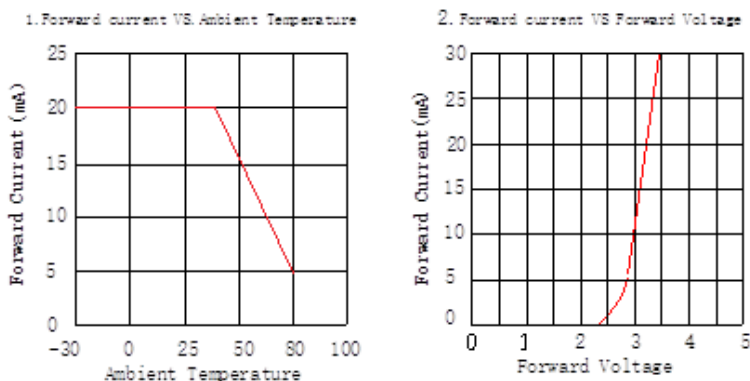 1.Forward current VS.Ambient Temperature
Forward Current(mA)
25
20
15
10
5
0
-30 0 25 50 75 100
Ambient Temperature
2. Forward current VS Forward Voltage
Forward Current(mA)
30
25
20
15
10
5
0
0 1 2 3 4 5
Forward Voltage